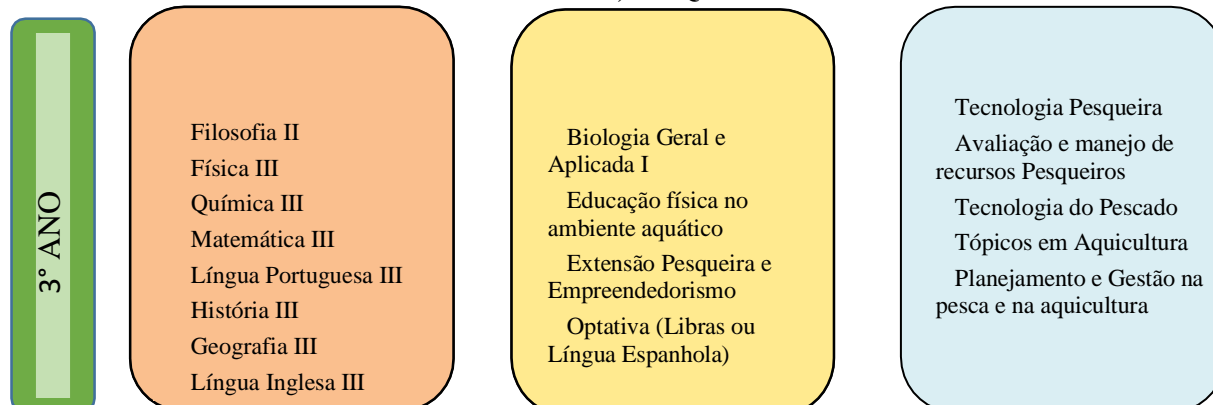 3° ANO
Filosofia II
Física III
Química III
Matemática III
Língua Portuguesa III
História III
Geografia III
Língua Inglesa III
Biologia Geral e
Aplicada I
Educação física no
ambiente aquático
Extensão Pesqueira e
Empreendedorismo
Optativa (Libras ou
Língua Espanhola)
Tecnologia Pesqueira
Avaliação e manejo de
recursos Pesqueiros
Tecnologia do Pescado
Tópicos em Aquicultura
Planejamento e Gestão na
pesca e na aquicultura